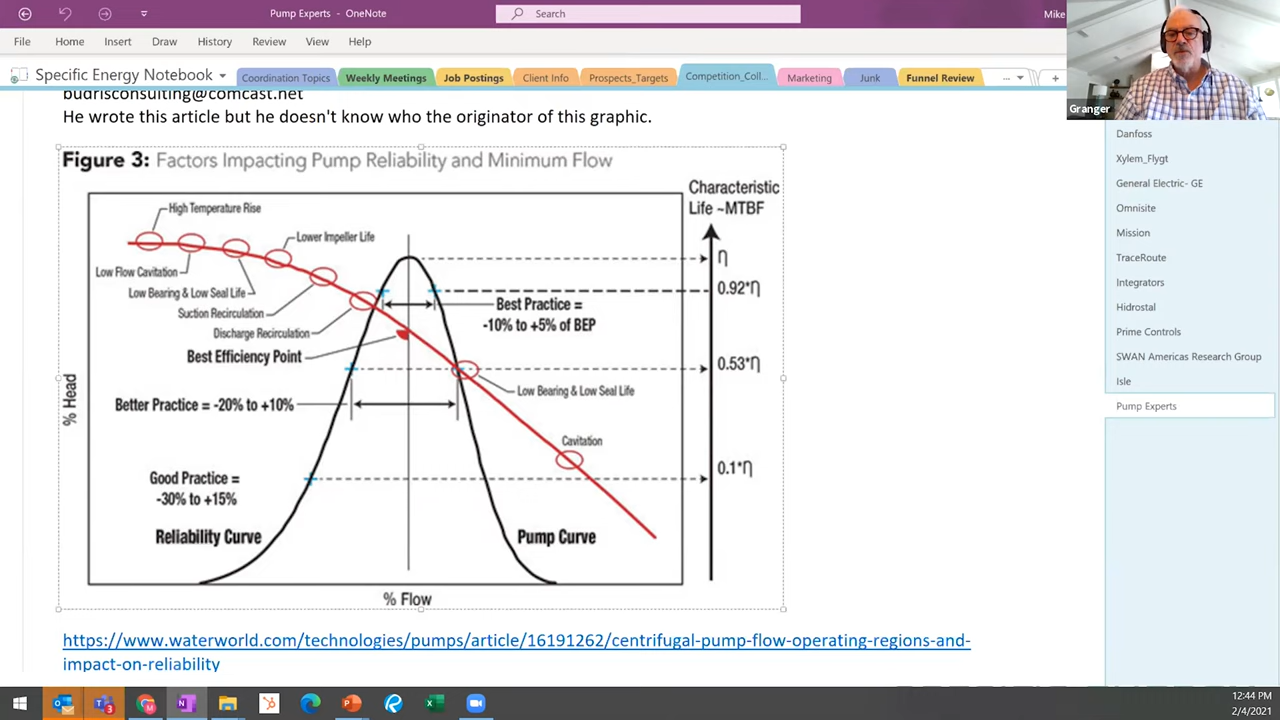 Pump Experts - OneNote
Search
Mike
File Home Insert Draw History Review View Help
Specific Energy Notebook
Coordination Topics
Weekly Meetings
Job Postings
Client Info
Prospects_Targets
Competition_Coll...
Marketing
Junk
Funnel Review
...
+
Granger
budrisconsulting@comcast.net
He wrote this article but he doesn't know who the originator of this graphic.
Figure 3: Factors Impacting Pump Reliability and Minimum Flow
Characteristic
Life ~MTBF
High Temperature Rise
Lower Impeller Life
Low Flow Cavitation
Low Bearing & Low Seal Life
Suction Recirculation
Discharge Recirculation
Best Efficiency Point
Best Practice =
-10% to +5% of BEP
η
0.92*η
0.53*η
Low Bearing & Low Seal Life
Better Practice = -20% to +10%
Cavitation
0.1*η
Good Practice =
-30% to +15%
Reliability Curve
Pump Curve
% Head
% Flow
https://www.waterworld.com/technologies/pumps/article/16191262/centrifugal-pump-flow-operating-regions-and-
impact-on-reliability
Danfoss
Xylem_Flygt
General Electric- GE
Omnisite
Mission
TraceRoute
Integrators
Hidrostal
Prime Controls
SWAN Americas Research Group
Isle
Pump Experts
12:44 PM
2/4/2021